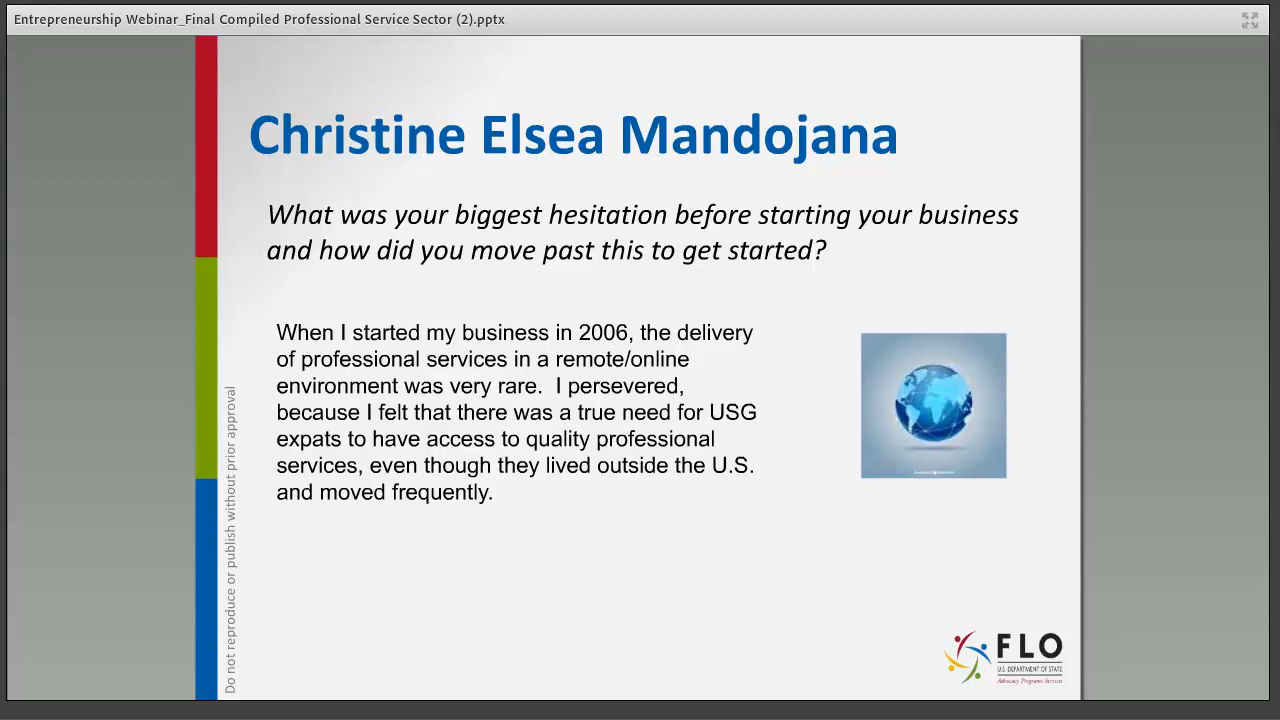 Entrepreneurship Webinar_Final Compiled Professional Service Sector (2).pptx
Christine Elsea Mandojana
What was your biggest hesitation before starting your business
and how did you move past this to get started?
When I started my business in 2006, the delivery
of professional services in a remote/online
environment was very rare.  I persevered,
because I felt that there was a true need for USG
expats to have access to quality professional
services, even though they lived outside the U.S.
and moved frequently.
Do not reproduce or publish without prior approval
FLO
U.S. DEPARTMENT OF STATE
Advocacy Programs Services